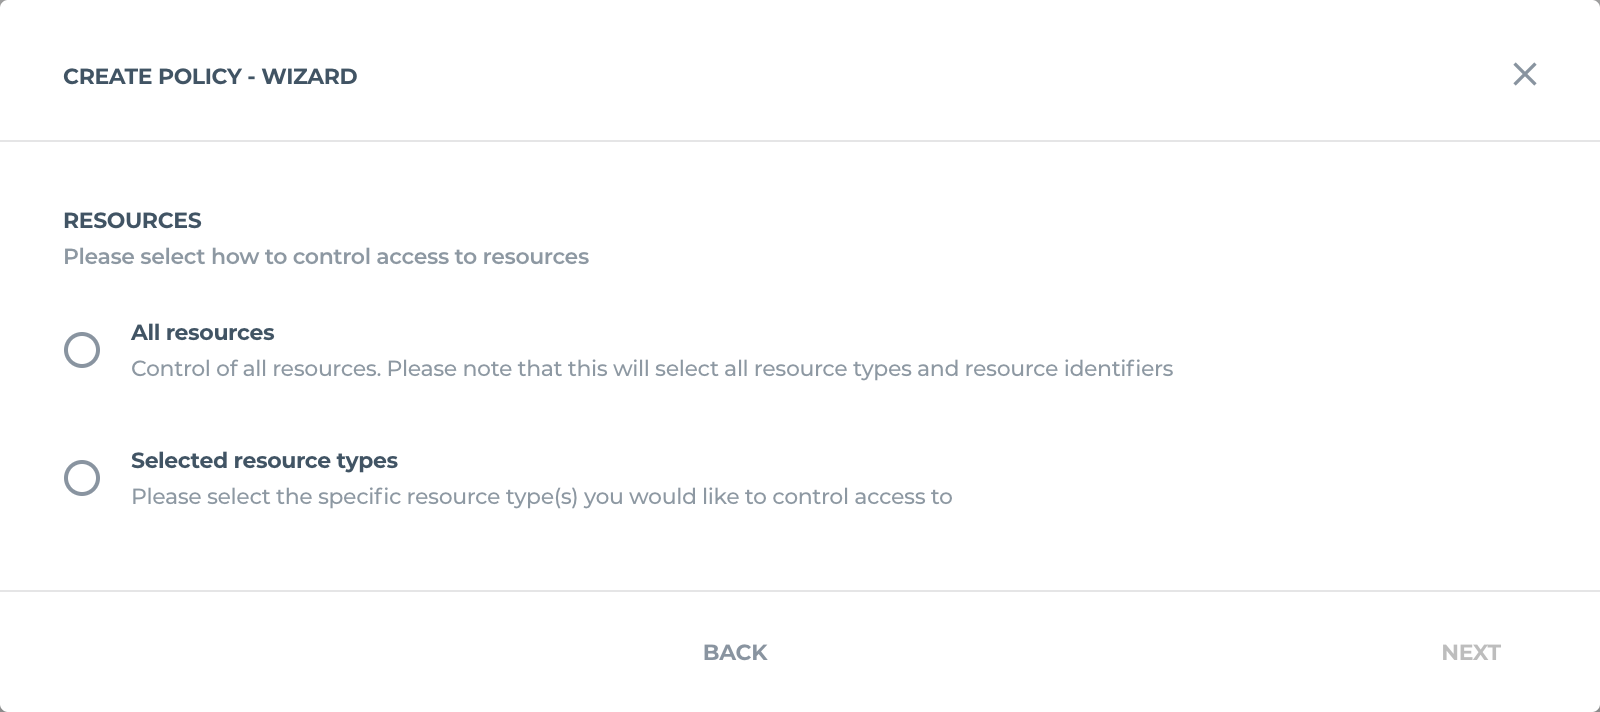 CREATE POLICY - WIZARD
RESOURCES
Please select how to control access to resources
All resources
Control of all resources. Please note that this will select all resource types and resource identifiers
Selected resource types
Please select the specific resource type(s) you would like to control access to
BACK
NEXT